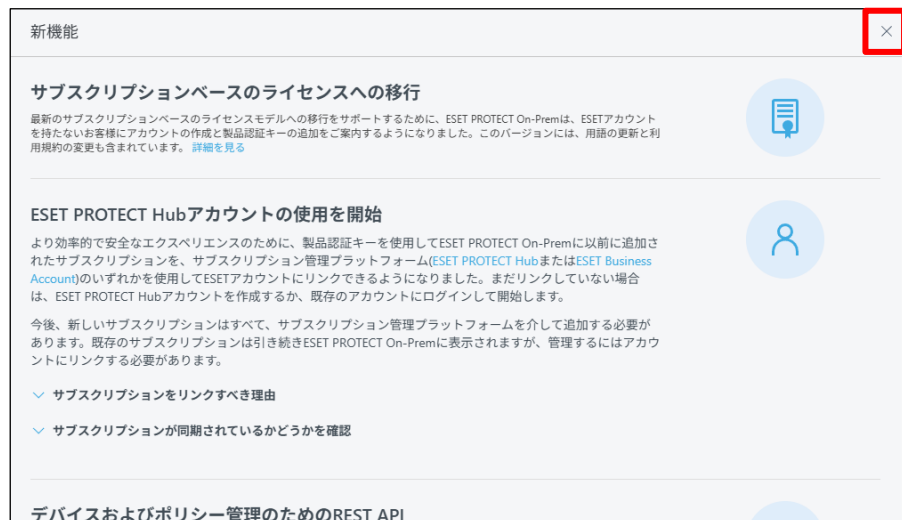 新機能
サブスクリプションベースのライセンスへの移行
最新のサブスクリプションベースのライセンスモデルへの移行をサポートするために、ESET PROTECT On-Premは、ESETアカウント
を持たないお客様にアカウントの作成と製品認証キーの追加をご案内するようになりました。このバージョンには、用語の更新と利
用規約の変更も含まれています。 詳細を見る
ESET PROTECT Hubアカウントの使用を開始
より効率的で安全なエクスペリエンスのために、製品認証キーを使用してESET PROTECT On-Premに以前に追加さ
れたサブスクリプションを、サブスクリプション管理プラットフォーム(ESET PROTECT HubまたはESET Business
Account)のいずれかを使用してESETアカウントにリンクできるようになりました。まだリンクしていない場合
は、ESET PROTECT Hubアカウントを作成するか、既存のアカウントにログインして開始します。
今後、新しいサブスクリプションはすべて、サブスクリプション管理プラットフォームを介して追加する必要が
あります。既存のサブスクリプションは引き続きESET PROTECT On-Premに表示されますが、管理するにはアカウ
ントにリンクする必要があります。
サブスクリプションをリンクすべき理由
サブスクリプションが同期されているかどうかを確認
デバイスおよびポリシー管理のためのREST API